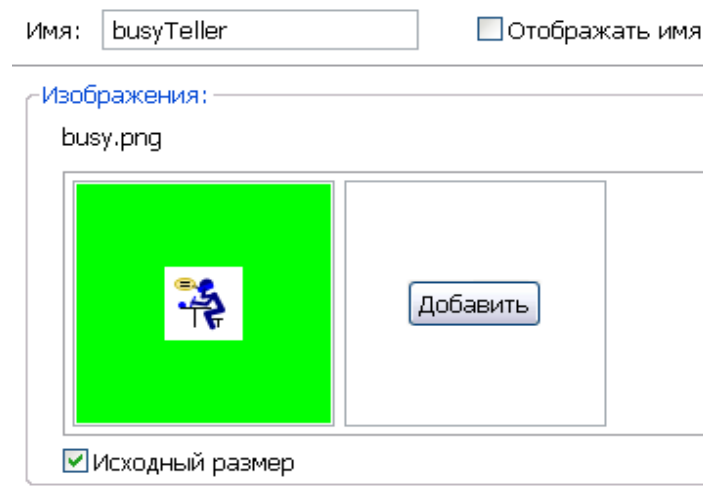 Имя: busyTeller Отображать имя
Изображения:
busy.png
Добавить
Исходный размер